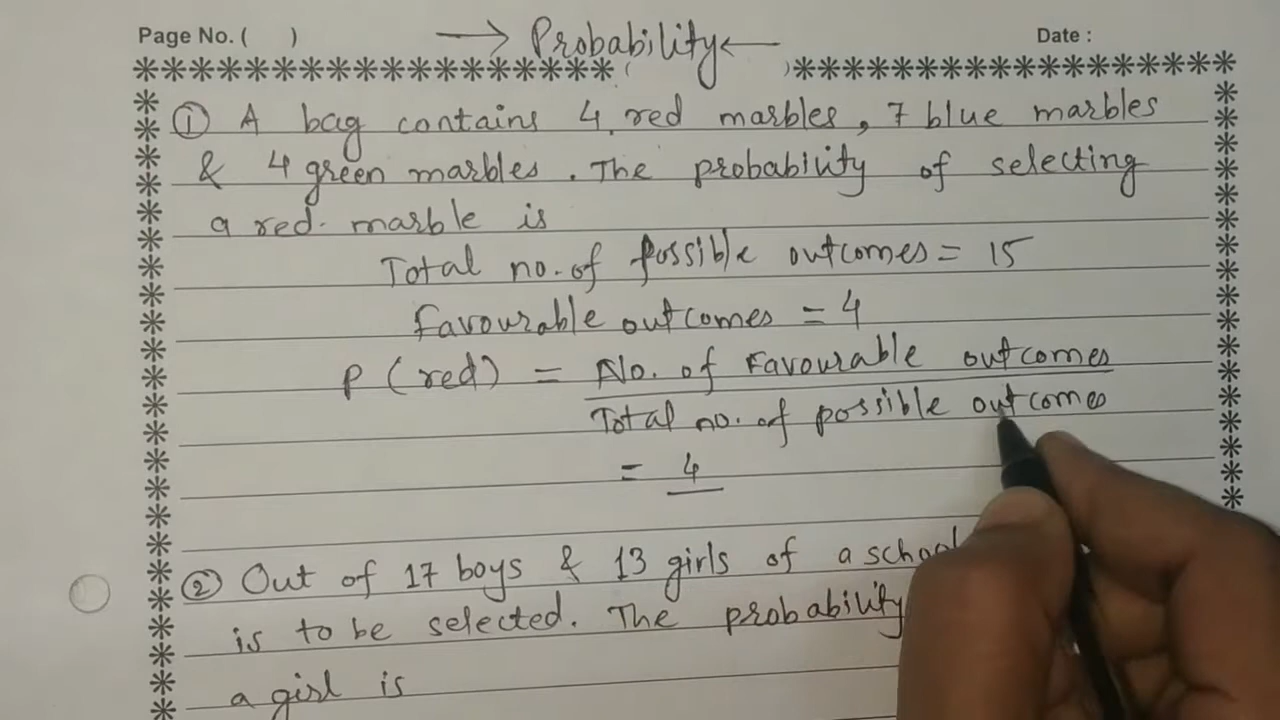 Page No. ( ) → Probability ← Date :
① A bag contains 4 red marbles, 7 blue marbles
& 4 green marbles. The probability of selecting
a red. marble is
Total no. of possible outcomes = 15
Favourable outcomes = 4
P (red) = No. of Favourable outcomes
Total no. of possible outcomes
= 4
② Out of 17 boys & 13 girls of a school
is to be selected. The probability
a girl is